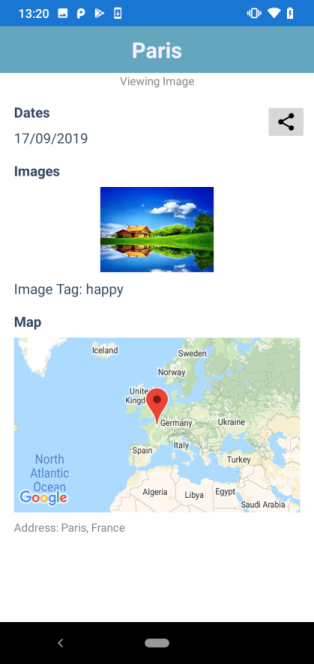 13:20
Paris
Viewing Image
Dates
17/09/2019
Images
Image Tag: happy
Map
Iceland
Sweden
Norway
United
Kingd
Germany
Ukraine
Italy
Spain
Turkey
North
Atlantic
Ocean
Algeria
Libya
Egypt
Saudi Arabia
Google
Address: Paris, France